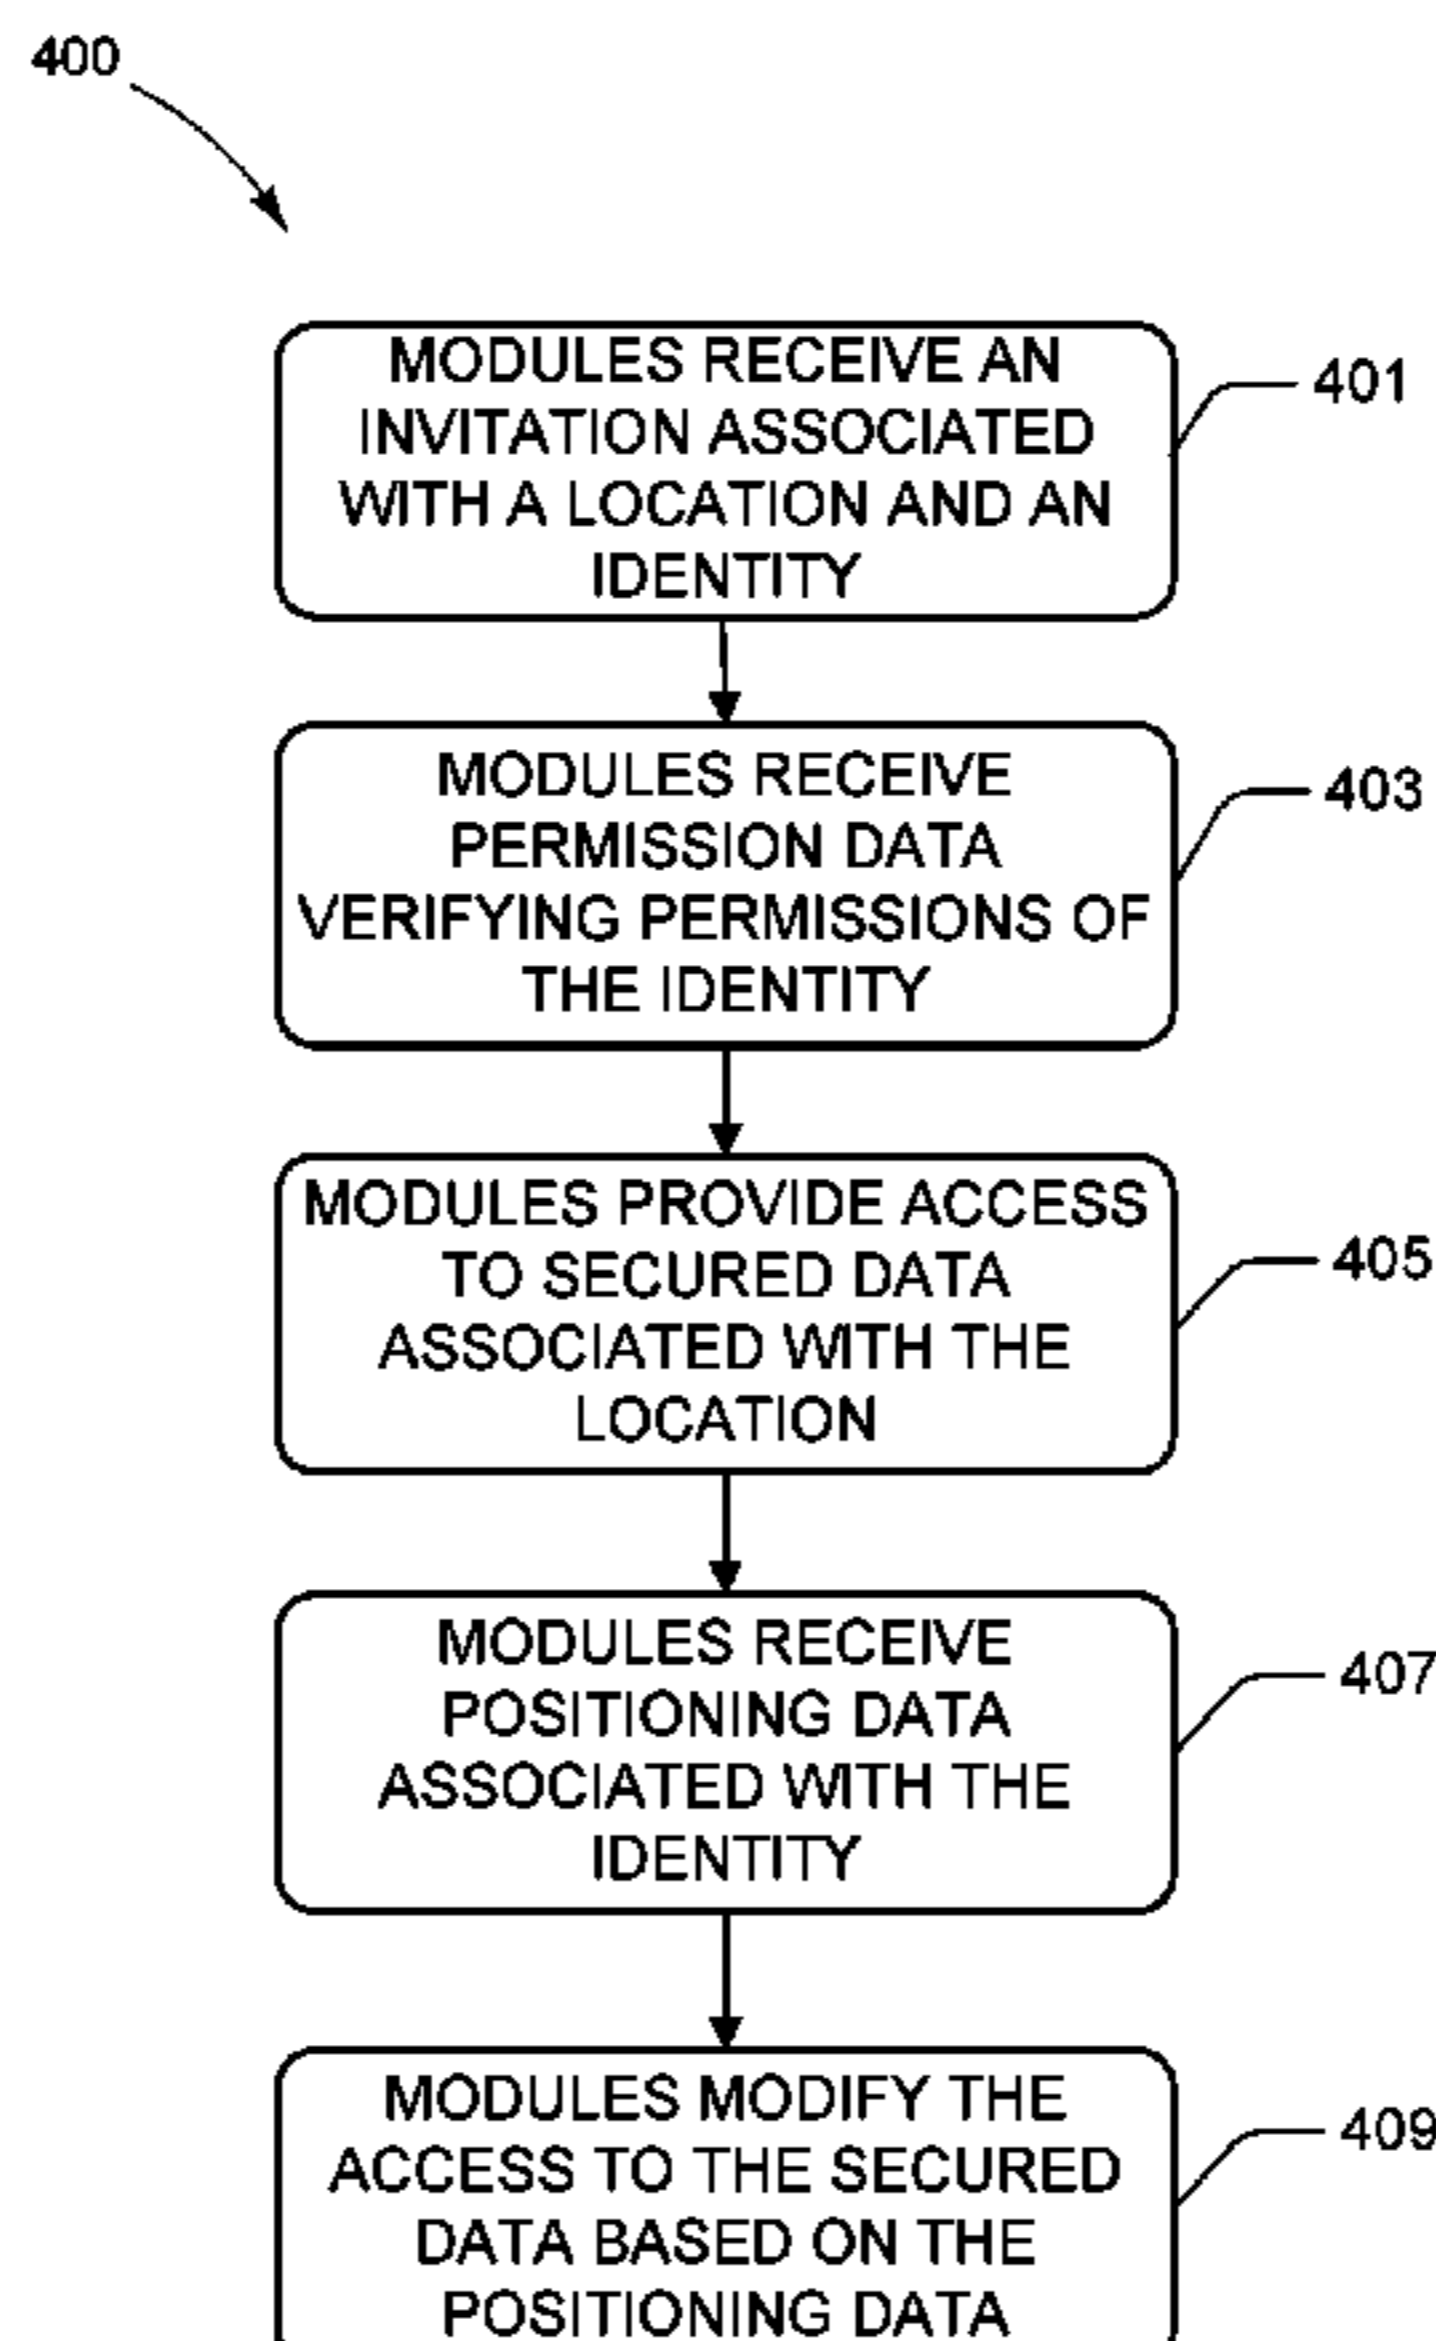 400
MODULES RECEIVE AN
INVITATION ASSOCIATED
WITH A LOCATION AND AN
IDENTITY
401
MODULES RECEIVE
PERMISSION DATA
VERIFYING PERMISSIONS OF
THE IDENTITY
403
MODULES PROVIDE ACCESS
TO SECURED DATA
ASSOCIATED WITH THE
LOCATION
405
MODULES RECEIVE
POSITIONING DATA
ASSOCIATED WITH THE
IDENTITY
407
MODULES MODIFY THE
ACCESS TO THE SECURED
DATA BASED ON THE
POSITIONING DATA
409